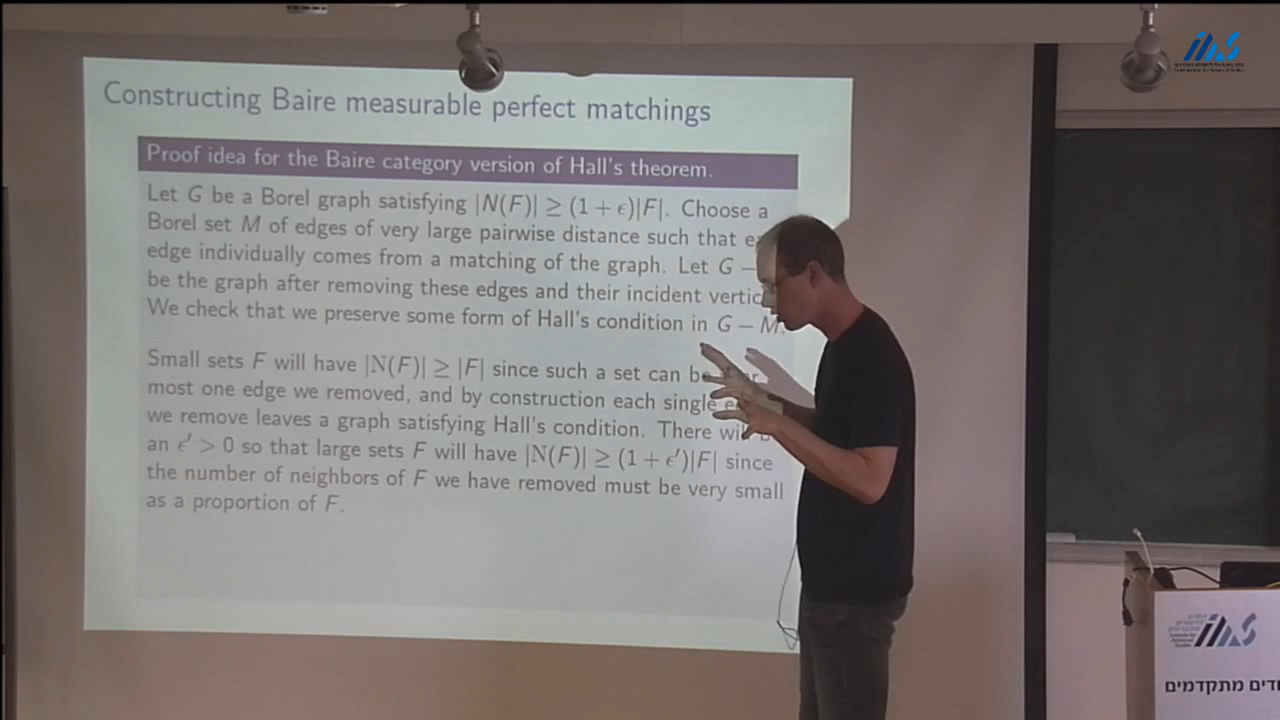 Constructing Baire measurable perfect matchings
Proof idea for the Baire category version of Hall's theorem.
Let G be a Borel graph satisfying |N(F)| ≥ (1 + ϵ)|F|. Choose a
Borel set M of edges of very large pairwise distance such that
edge individually comes from a matching of the graph. Let G −
be the graph after removing these edges and their incident
We check that we preserve some form of Hall's condition in G − M.
Small sets F will have |N(F)| ≥ |F| since such a set can
most one edge we removed, and by construction each single
we remove leaves a graph satisfying Hall's condition. There
an ϵ′ > 0 so that large sets F will have |N(F)| ≥ (1 + ϵ′)|F| since
the number of neighbors of F we have removed must be very small
as a proportion of F.
Institute for
Advanced
Studies
מתקדמים